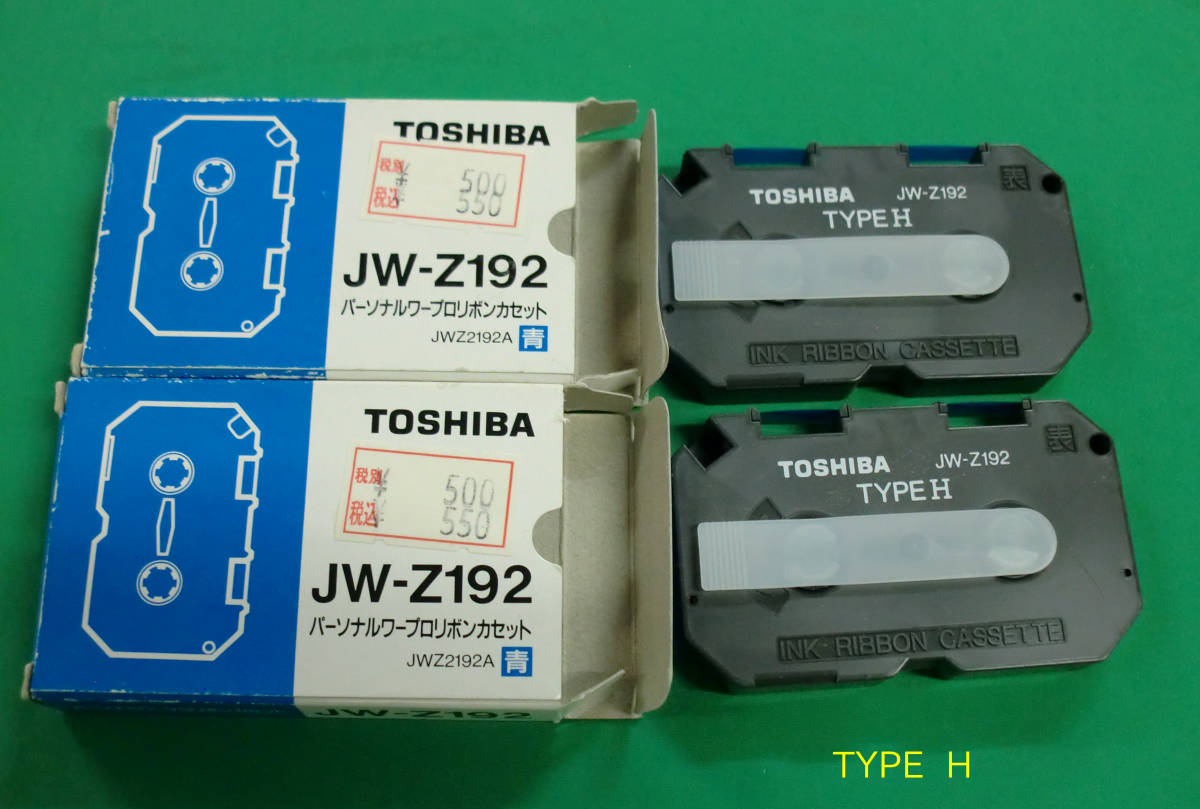 TOSHIBA
税別 ¥ 500
税込 ¥ 550
JW-Z192
パーソナルワープロリボンカセット
JWZ2192A 青
TOSHIBA JW-Z192 表
TYPE H
INK RIBBON CASSETTE
TOSHIBA
税別 ¥ 500
税込 ¥ 550
JW-Z192
パーソナルワープロリボンカセット
JWZ2192A 青
JW-Z192
TOSHIBA JW-Z192 表
TYPE H
INK RIBBON CASSETTE
TYPE H